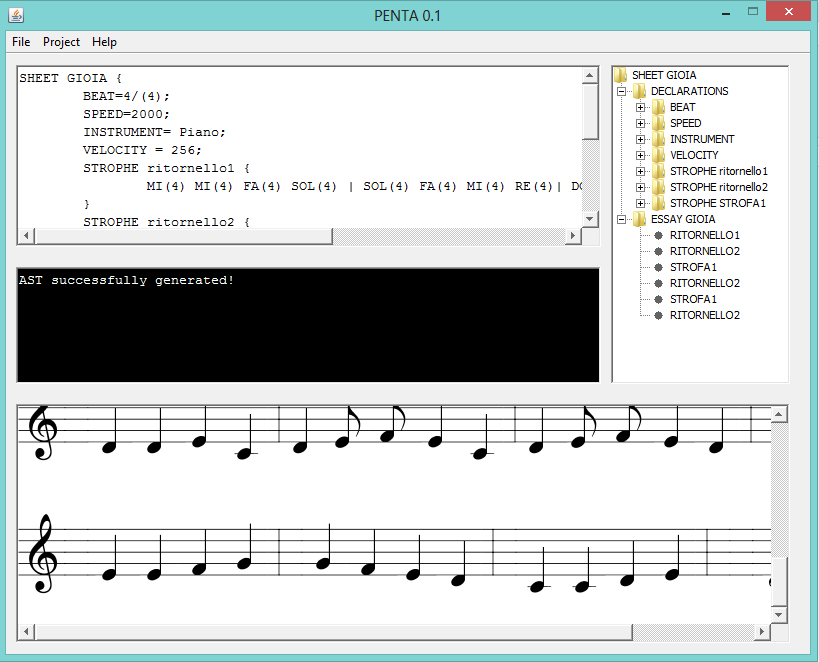 PENTA 0.1
File Project Help
SHEET GIOIA {
BEAT=4/(4);
SPEED=2000;
INSTRUMENT= Piano;
VELOCITY = 256;
STROPHE ritornello1 {
MI(4) MI(4) FA(4) SOL(4) | SOL(4) FA(4) MI(4) RE(4)| DO
}
STROPHE ritornello2 {
AST successfully generated!
SHEET GIOIA
DECLARATIONS
BEAT
SPEED
INSTRUMENT
VELOCITY
STROPHE ritornello1
STROPHE ritornello2
STROPHE STROFA1
ESSAY GIOIA
RITORNELLO1
RITORNELLO2
STROFA1
RITORNELLO2
STROFA1
RITORNELLO2